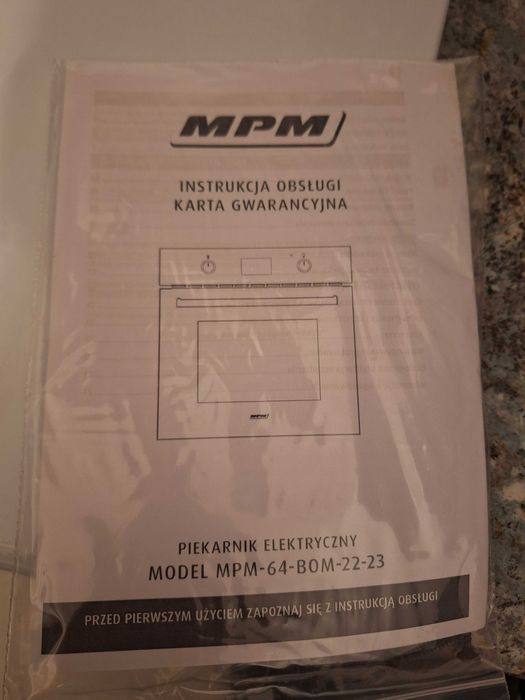 MPM
INSTRUKCJA OBSŁUGI
KARTA GWARANCYJNA
MPM
PIEKARNIK ELEKTRYCZNY
MODEL MPM-64-BOM-22-23
PRZED PIERWSZYM UŻYCIEM ZAPOZNAJ SIĘ Z INSTRUKCJĄ OBSŁUGI